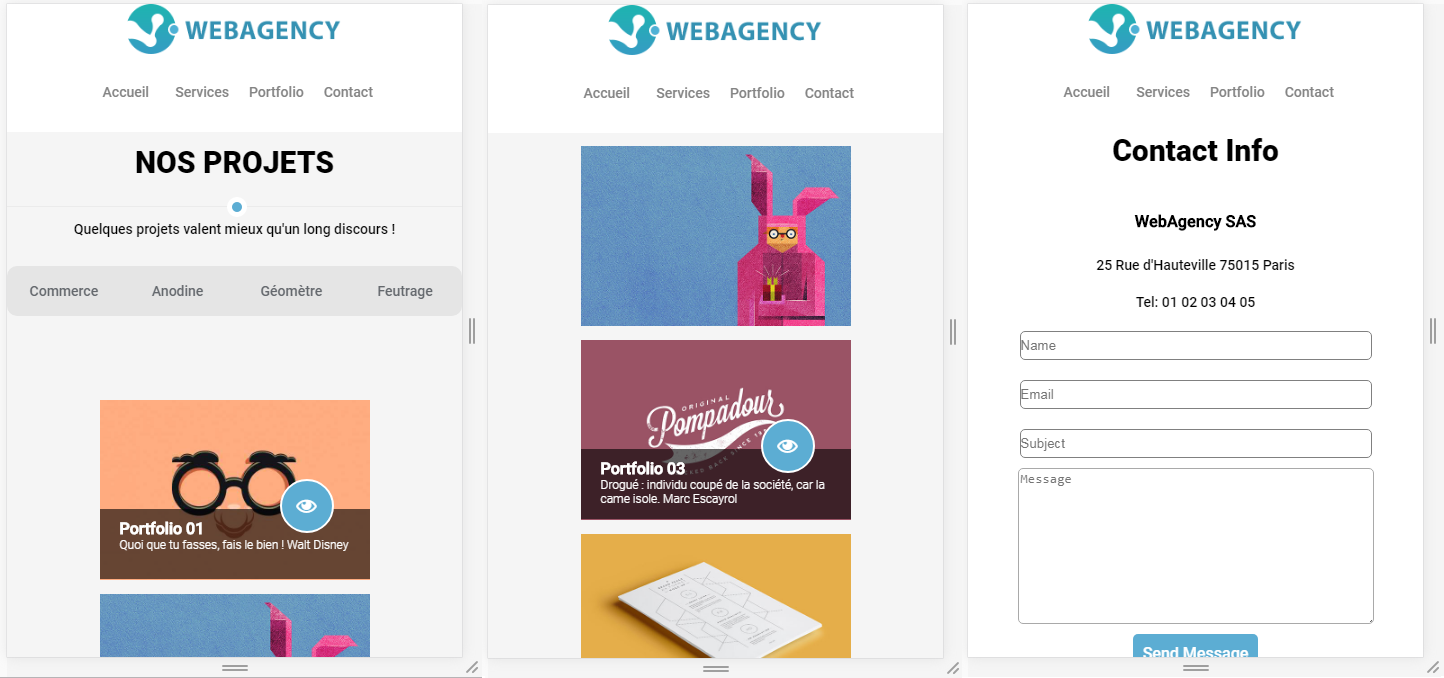 WEBAGENCY
Accueil Services Portfolio Contact
NOS PROJETS
Quelques projets valent mieux qu'un long discours !
Commerce Anodine Géomètre Feutrage
Portfolio 01
Quoi que tu fasses, fais le bien ! Walt Disney
WEBAGENCY
Accueil Services Portfolio Contact
ORIGINAL
Pompadour
SINCE
Portfolio 03
Drogué : individu coupé de la société, car la
came isole. Marc Escayrol
WEBAGENCY
Accueil Services Portfolio Contact
Contact Info
WebAgency SAS
25 Rue d'Hauteville 75015 Paris
Tel: 01 02 03 04 05
Name
Email
Subject
Message
Send Message